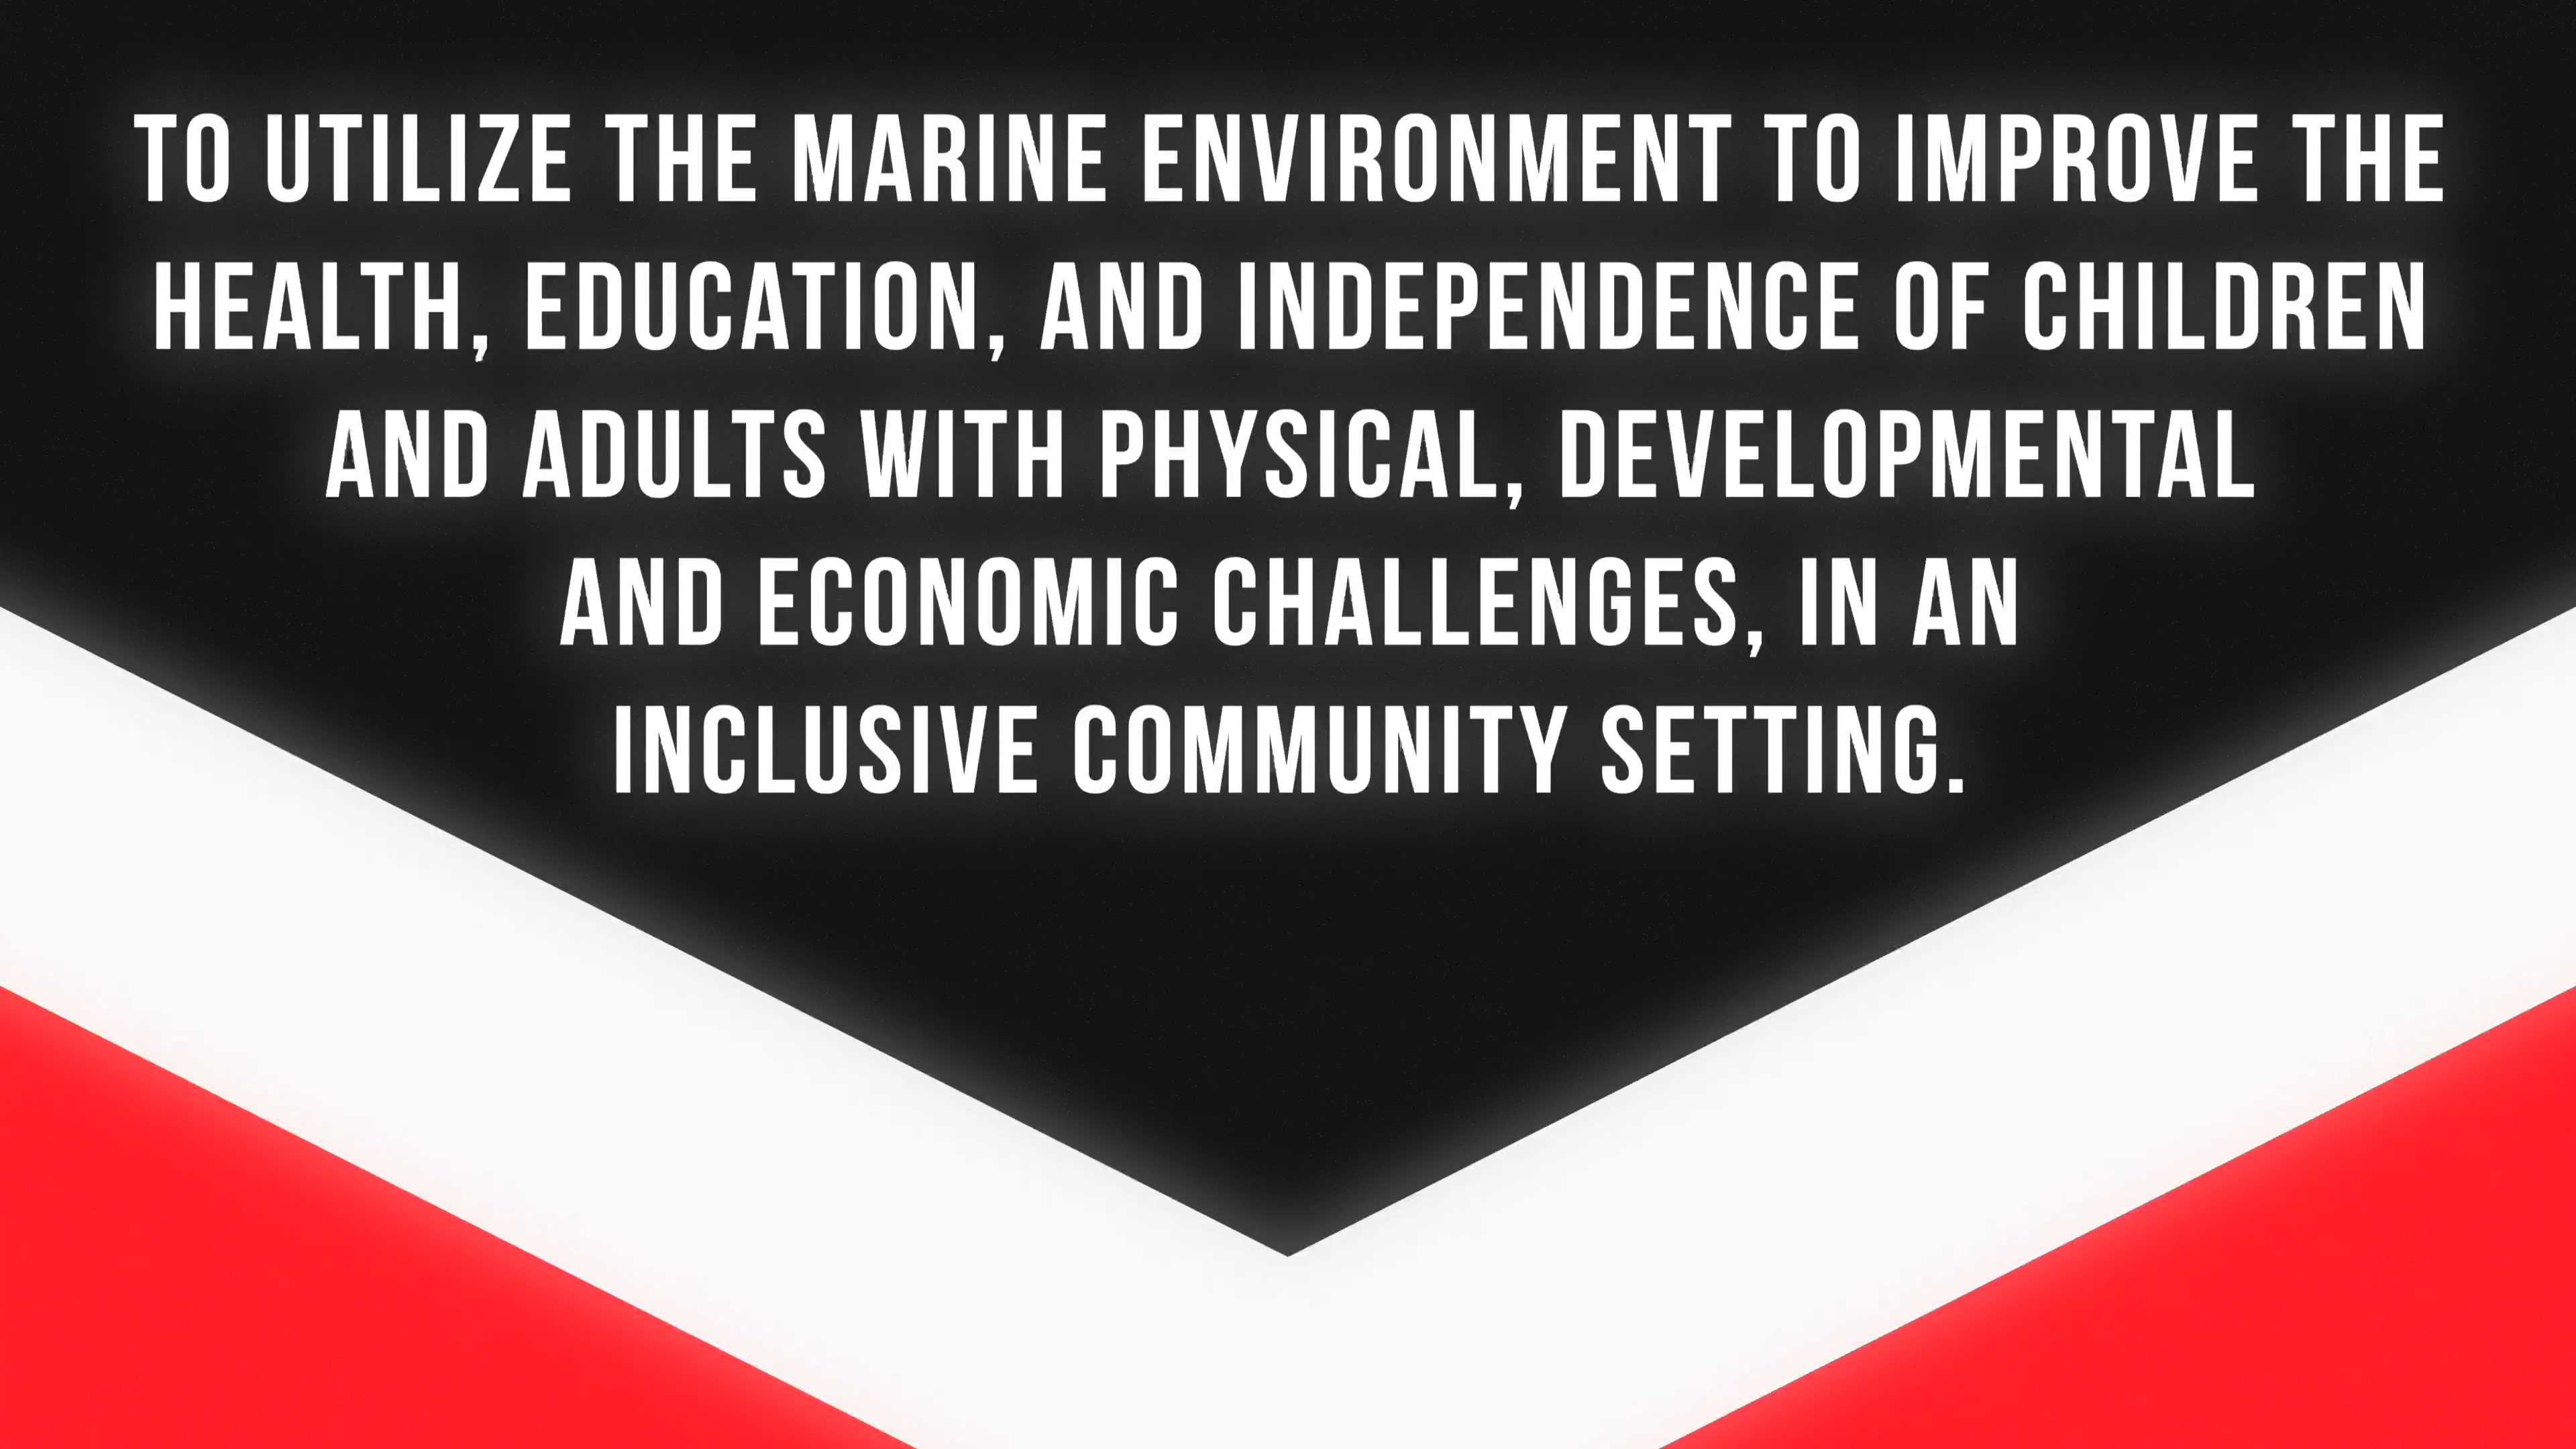 TO UTILIZE THE MARINE ENVIRONMENT TO IMPROVE THE
HEALTH, EDUCATION, AND INDEPENDENCE OF CHILDREN
AND ADULTS WITH PHYSICAL, DEVELOPMENTAL
AND ECONOMIC CHALLENGES, IN AN
INCLUSIVE COMMUNITY SETTING.